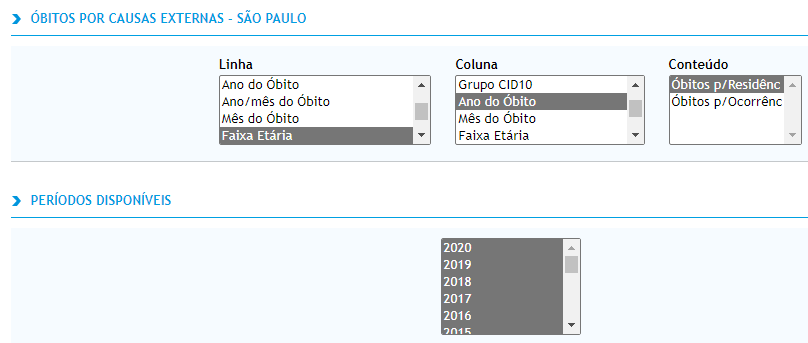 ÓBITOS POR CAUSAS EXTERNAS - SÃO PAULO
Linha
Coluna
Conteúdo
Ano do Óbito
Ano/mês do Óbito
Mês do Óbito
Faixa Etária
Grupo CID10
Ano do Óbito
Mês do Óbito
Faixa Etária
Óbitos p/Residênc
Óbitos p/Ocorrênc
PERÍODOS DISPONÍVEIS
2020
2019
2018
2017
2016
2015